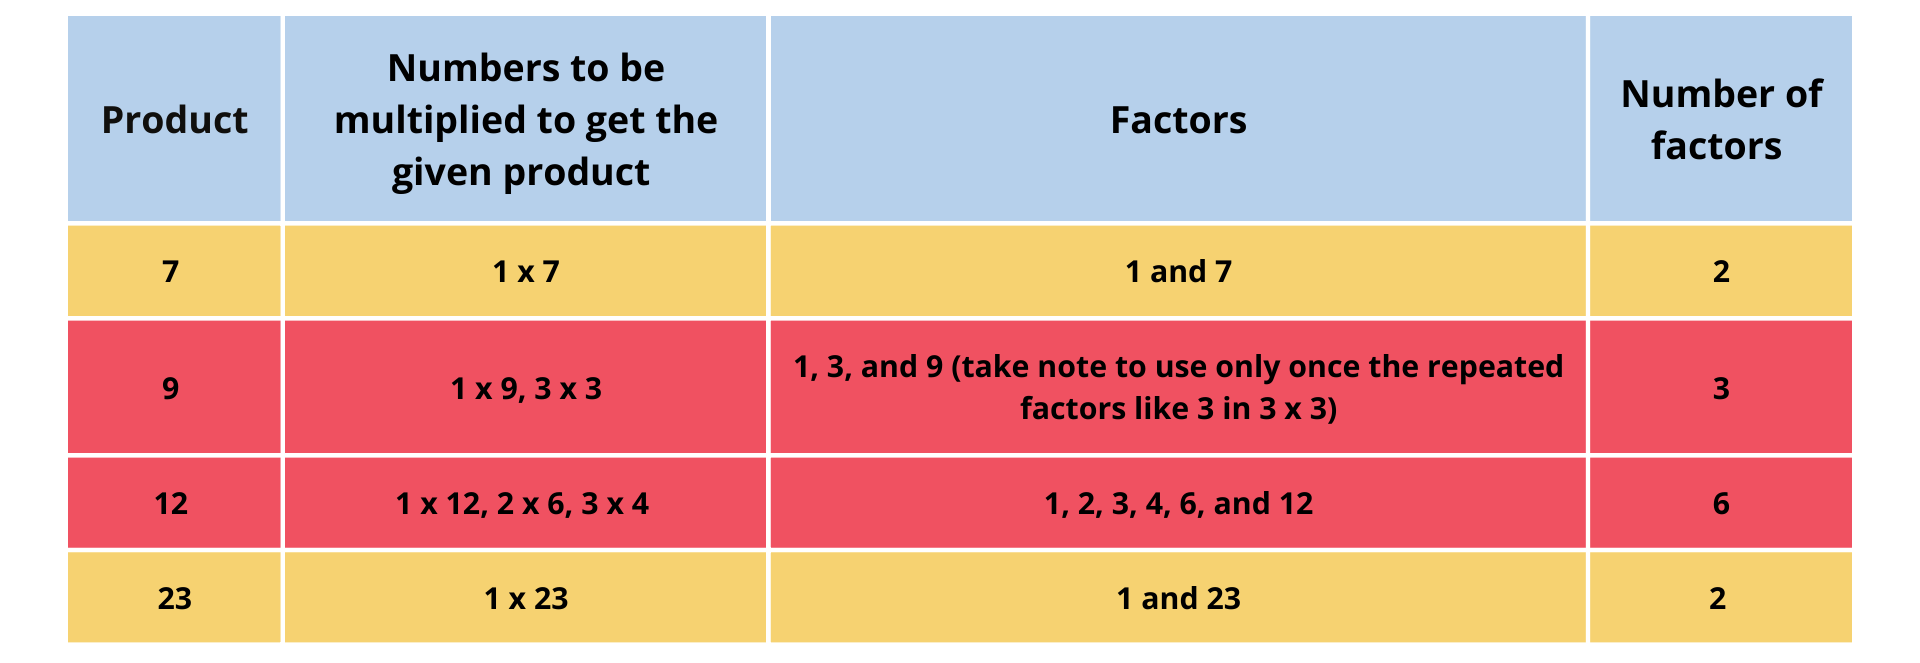 Product
Numbers to be
multiplied to get the
given product
Factors
Number of
factors
7
1 x 7
1 and 7
2
9
1 x 9, 3 x 3
1, 3, and 9 (take note to use only once the repeated
factors like 3 in 3 x 3)
3
12
1 x 12, 2 x 6, 3 x 4
1, 2, 3, 4, 6, and 12
6
23
1 x 23
1 and 23
2